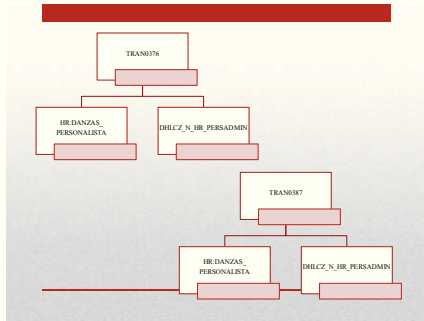 TRAN0376
HR:DANZAS_
PERSONALISTA
DHLCZ_N_HR_PERSADMIN
TRAN0387
HR:DANZAS_
PERSONALISTA
DHLCZ_N_HR_PERSADMIN